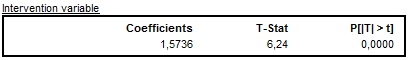 Intervention variable
Coefficients T-Stat P[|T| > t]
1,5736 6,24 0,0000